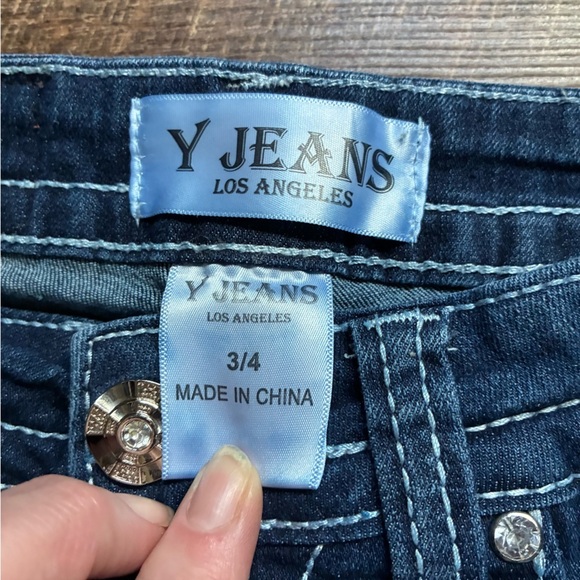 Y JEANS
LOS ANGELES
Y JEANS
LOS ANGELES
3/4
MADE IN CHINA